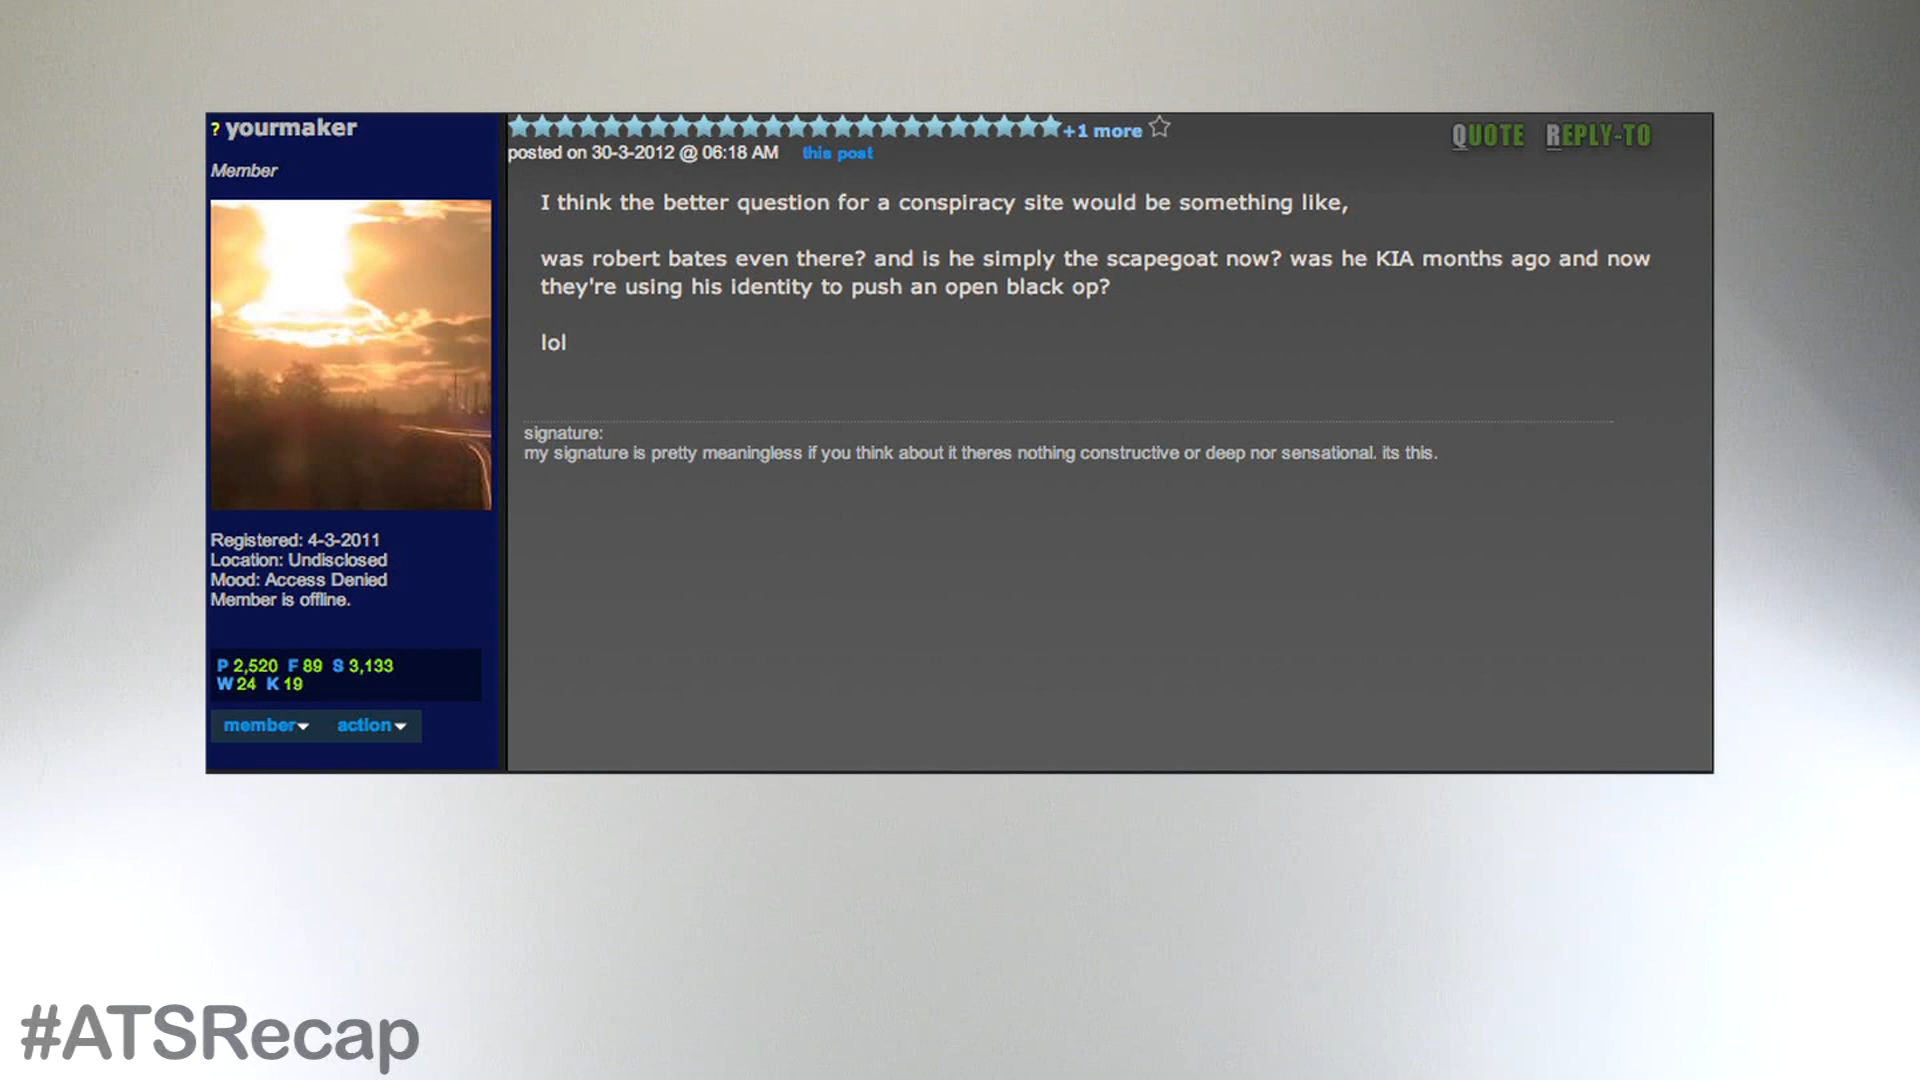 ? yourmaker
Member
Registered: 4-3-2011
Location: Undisclosed
Mood: Access Denied
Member is offline.
P 2,520 F 89 S 3,133
W 24 K 19
member action
+1 more
posted on 30-3-2012 @ 06:18 AM this post
QUOTE REPLY-TO
I think the better question for a conspiracy site would be something like,
was robert bates even there? and is he simply the scapegoat now? was he KIA months ago and now
they're using his identity to push an open black op?
lol
signature:
my signature is pretty meaningless if you think about it theres nothing constructive or deep nor sensational. its this.
#ATSRecap